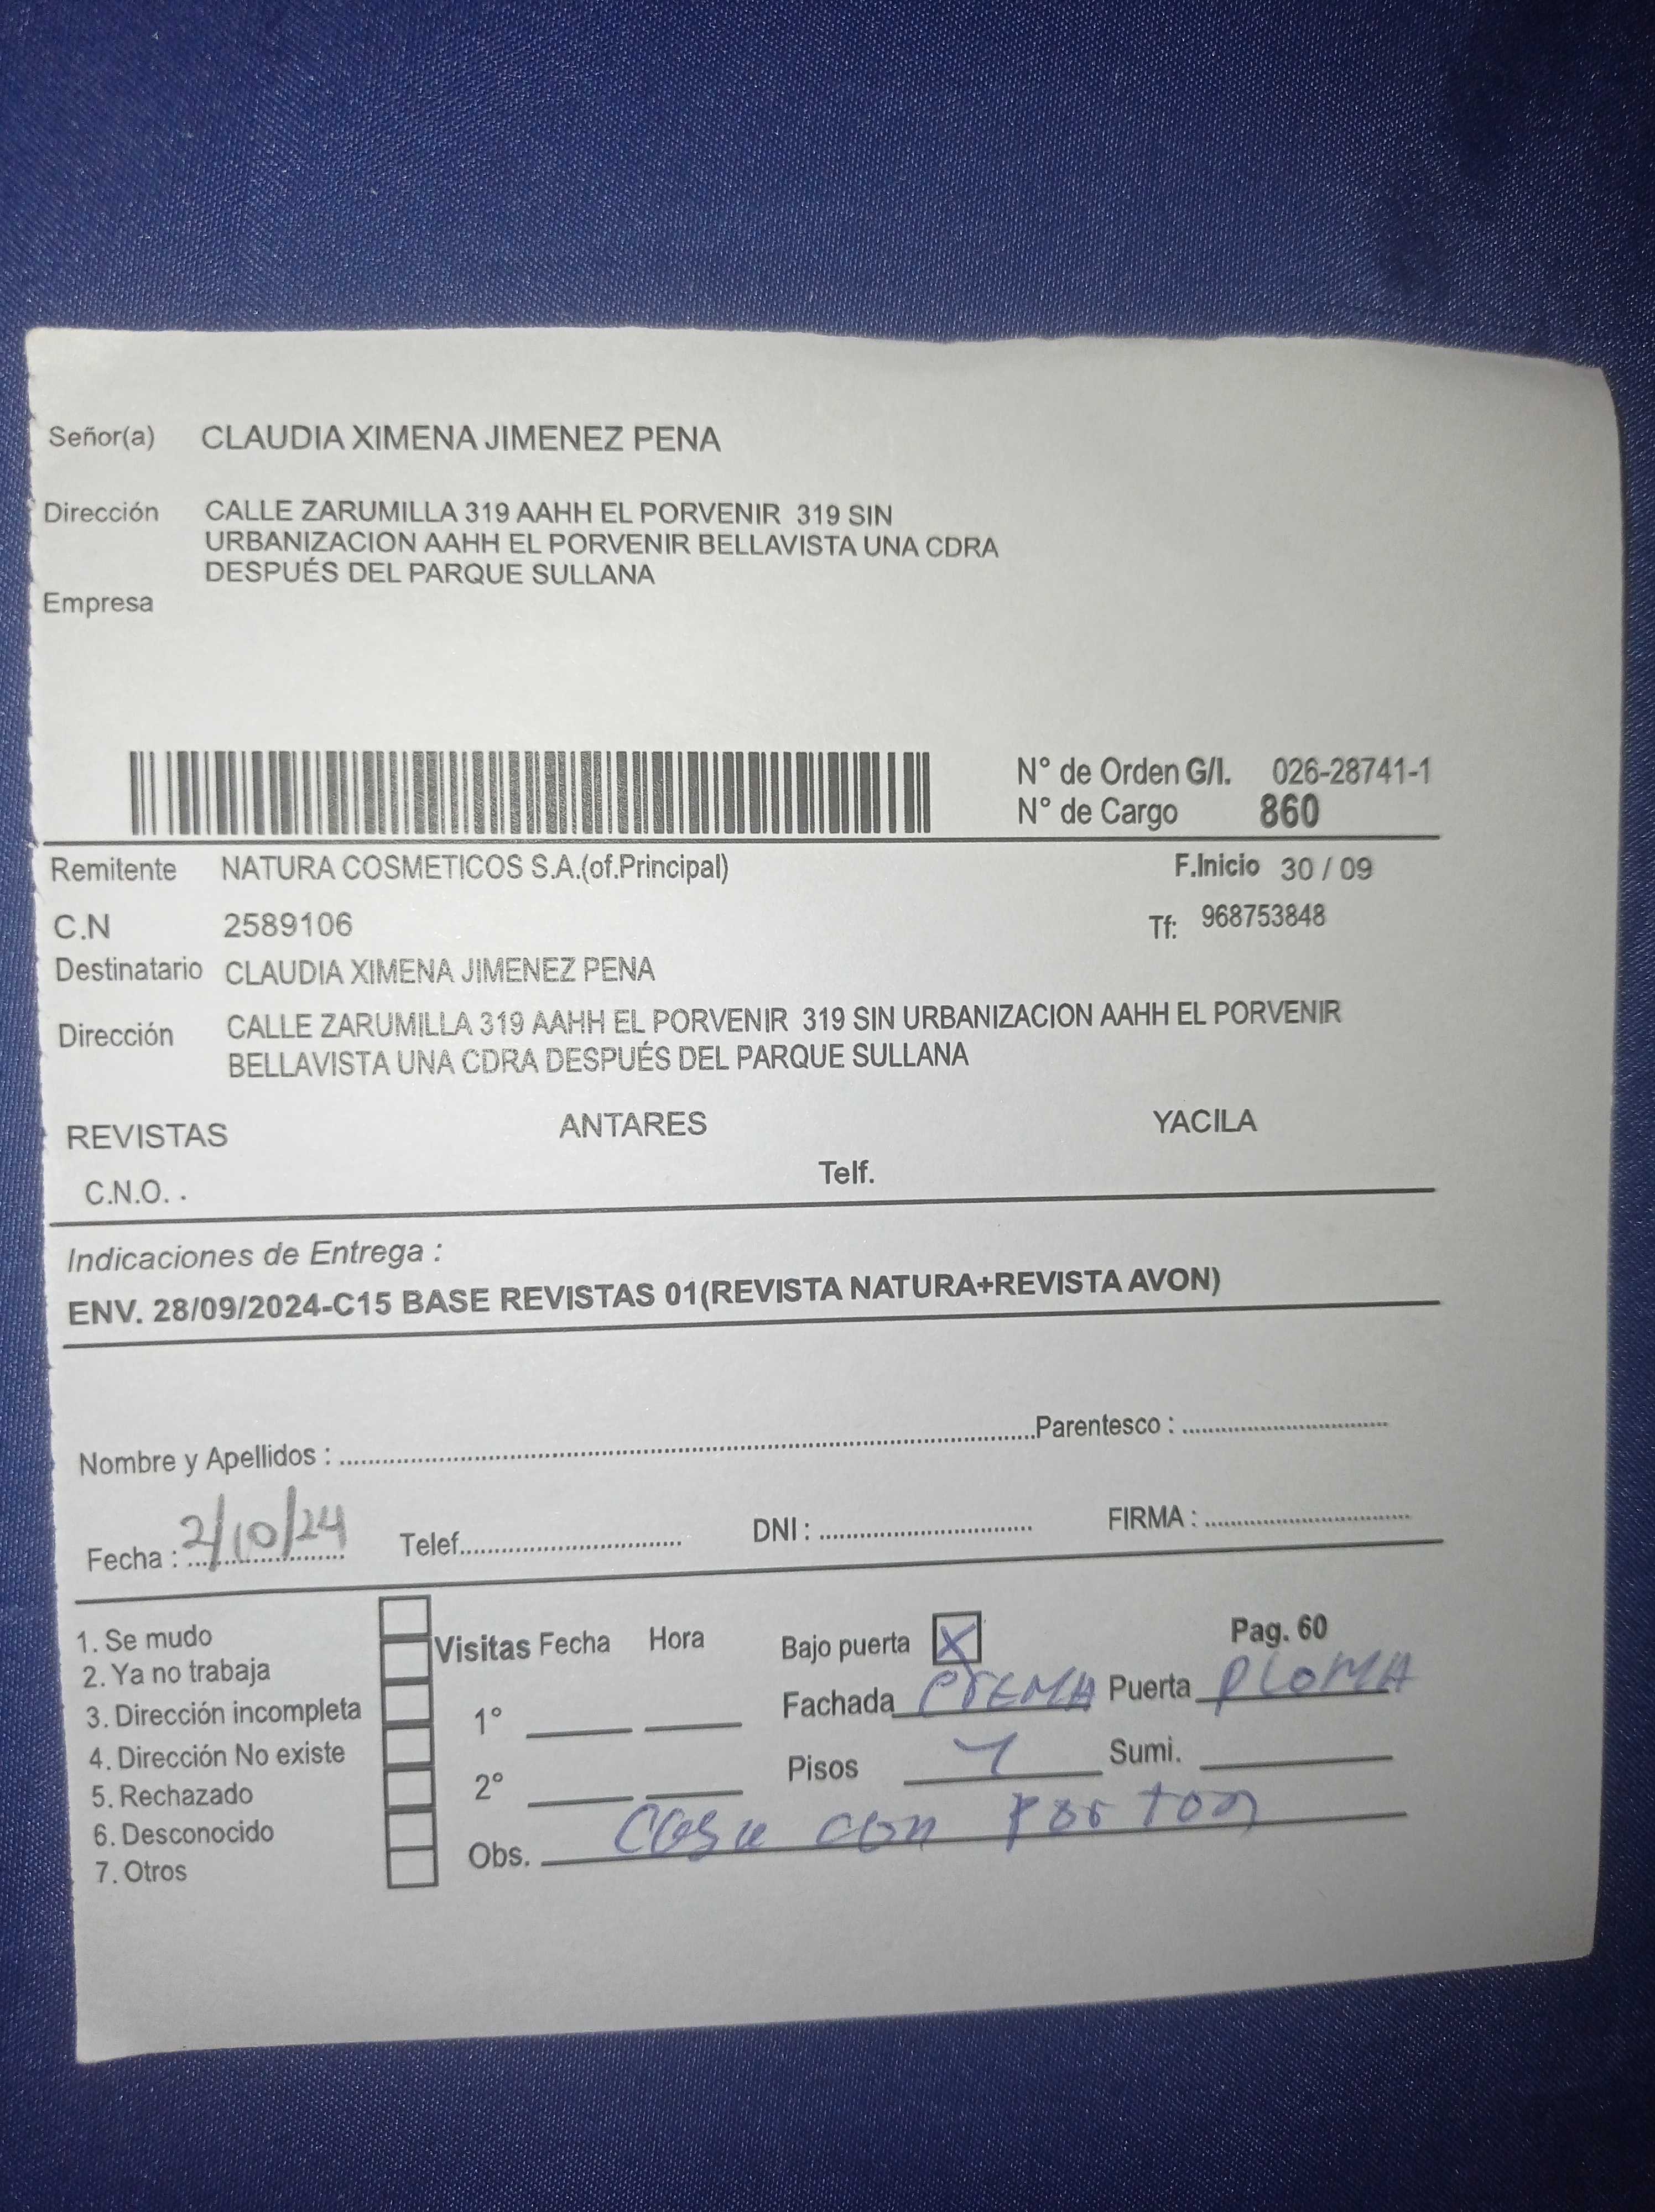 Señor(a) CLAUDIA XIMENA JIMENEZ PENA
Dirección CALLE ZARUMILLA 319 AAHH EL PORVENIR 319 SIN
URBANIZACION AAHH EL PORVENIR BELLAVISTA UNA CDRA
DESPUÉS DEL PARQUE SULLANA
Empresa
N° de Orden G/I. 026-28741-1
N° de Cargo 860
Remitente NATURA COSMETICOS S.A.(of.Principal) F.Inicio 30 / 09
C.N 2589106 Tf: 968753848
Destinatario CLAUDIA XIMENA JIMENEZ PENA
Dirección CALLE ZARUMILLA 319 AAHH EL PORVENIR 319 SIN URBANIZACION AAHH EL PORVENIR
BELLAVISTA UNA CDRA DESPUÉS DEL PARQUE SULLANA
REVISTAS ANTARES YACILA
C.N.O. . Telf.
Indicaciones de Entrega :
ENV. 28/09/2024-C15 BASE REVISTAS 01(REVISTA NATURA+REVISTA AVON)
Nombre y Apellidos : Parentesco :
Fecha : 2/10/24 Telef. DNI : FIRMA :
1. Se mudo
2. Ya no trabaja
3. Dirección incompleta
4. Dirección No existe
5. Rechazado
6. Desconocido
7. Otros
Visitas Fecha Hora
1°
2°
Bajo puerta X Pag. 60
Fachada CREMA Puerta PLOMA
Pisos 1 Sumi.
Obs. Casa con Porton